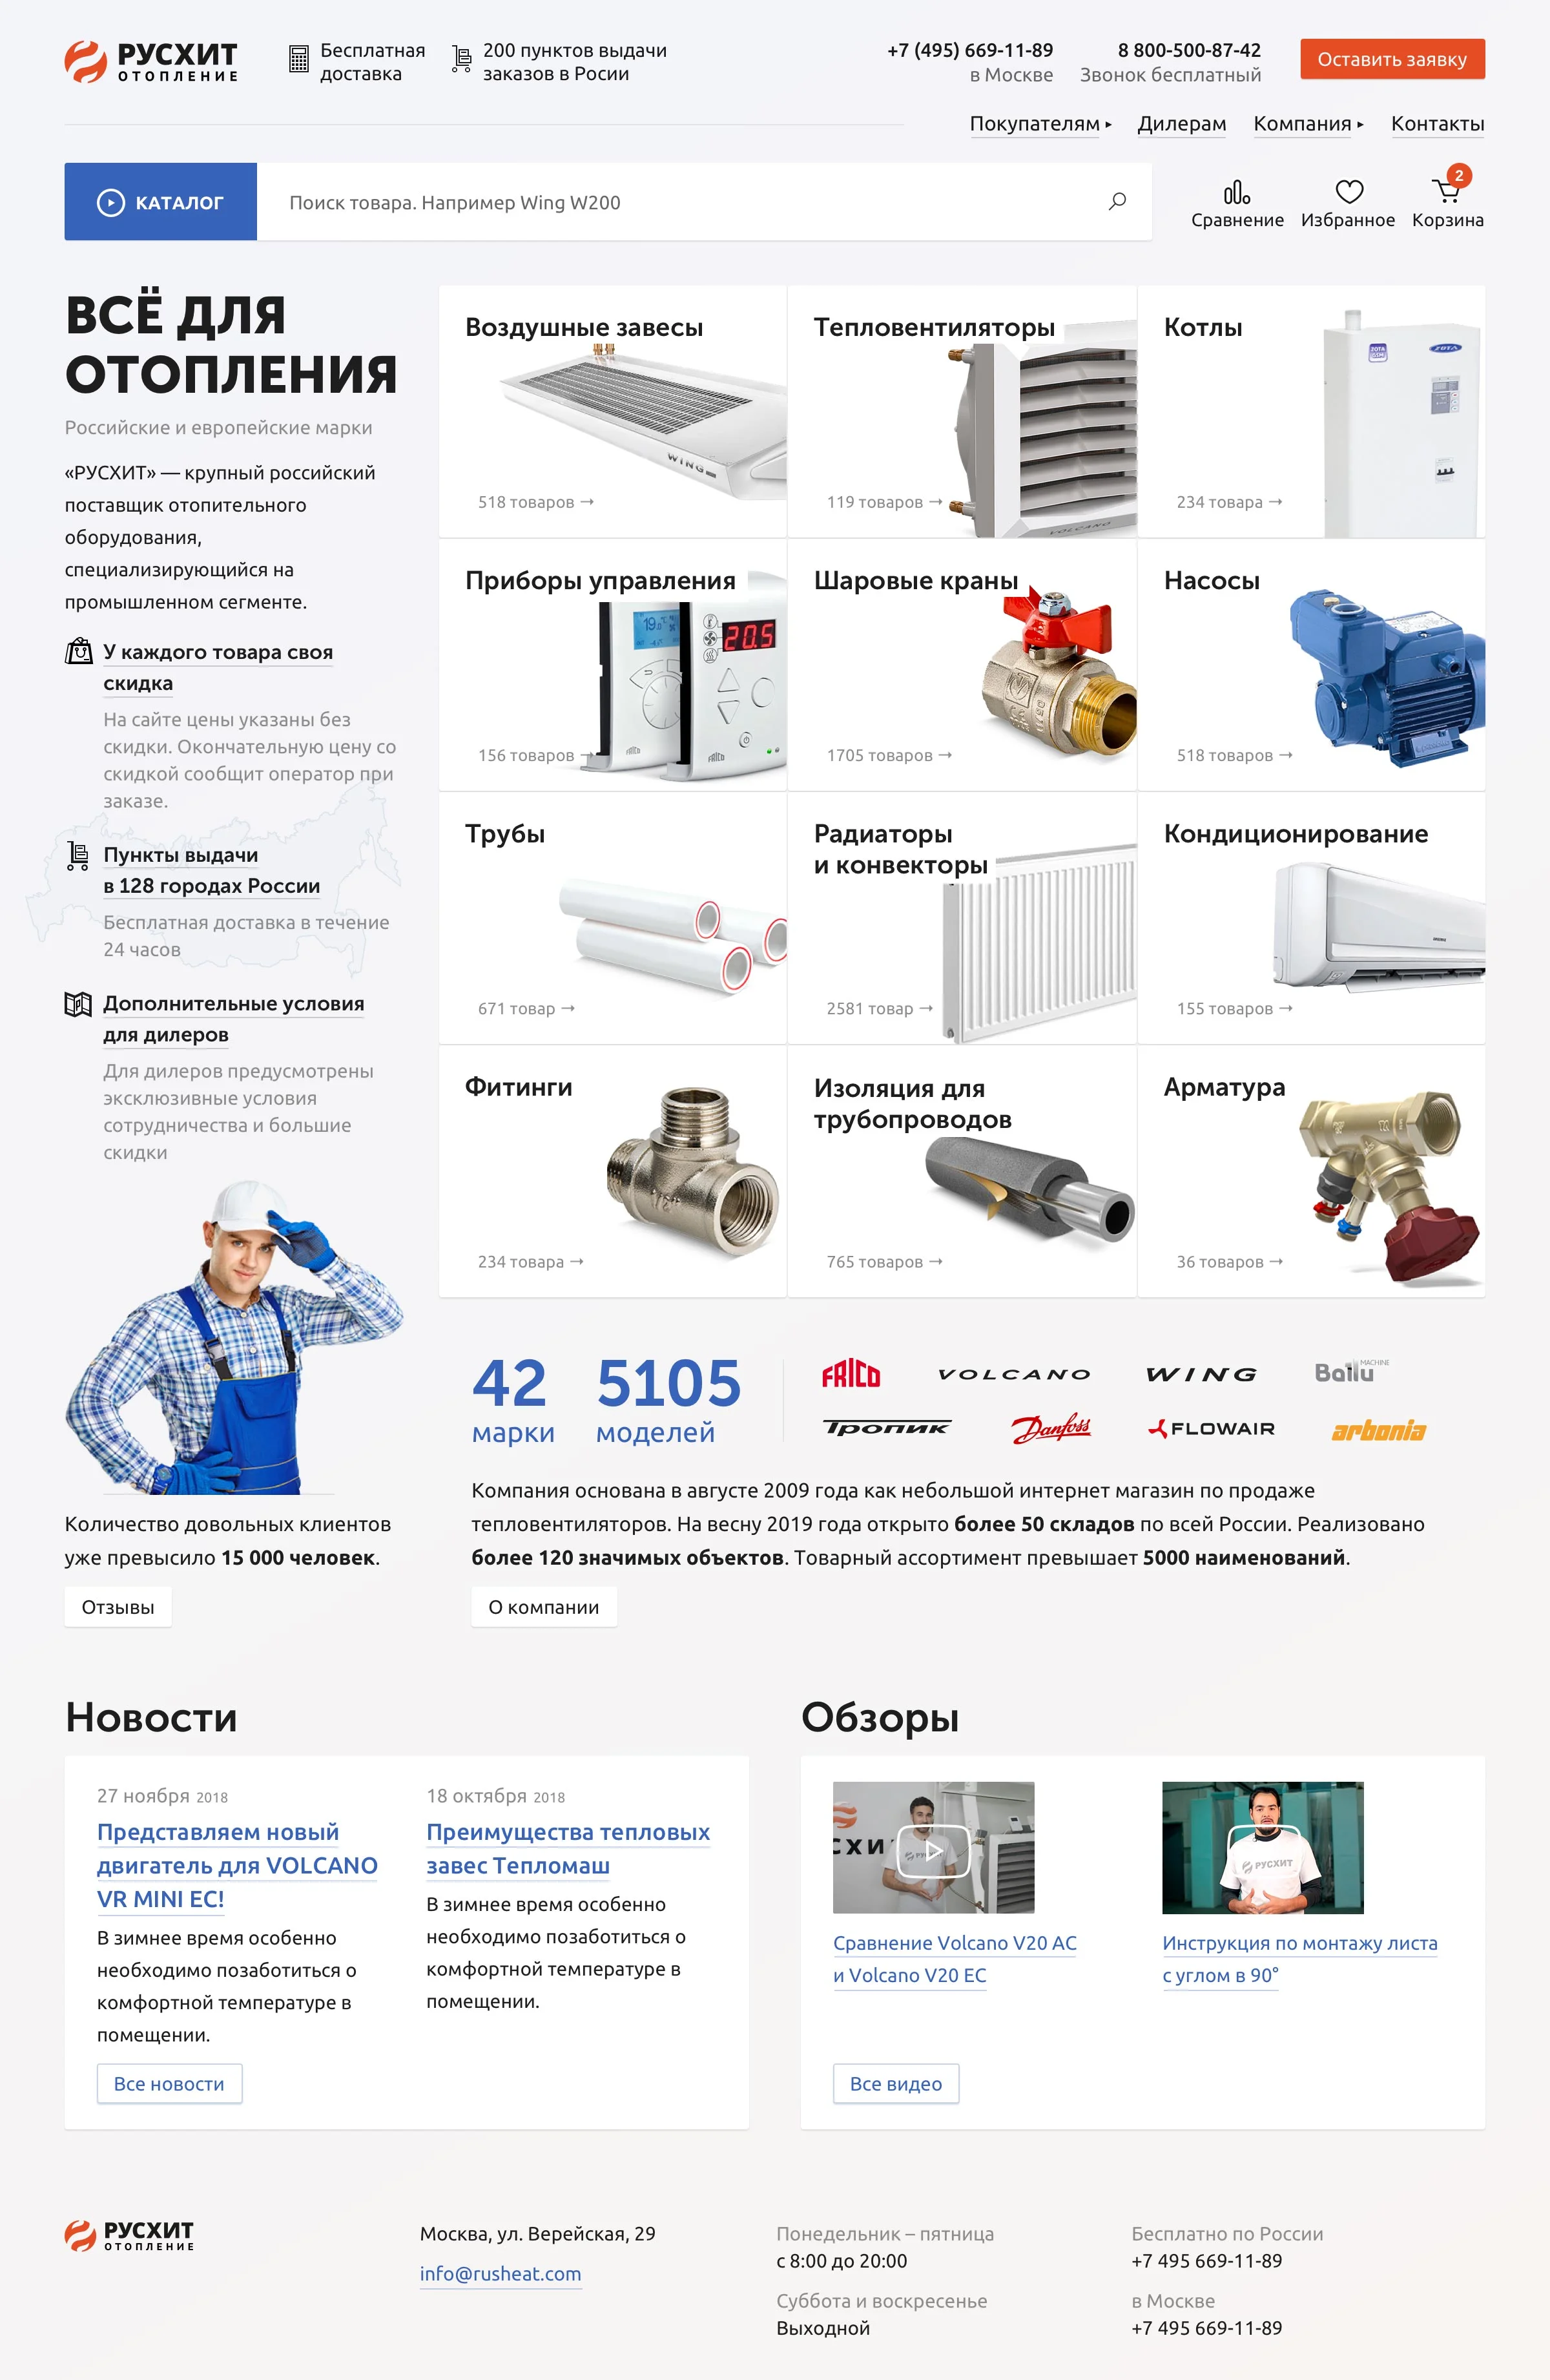 РУСХИТ
ОТОПЛЕНИЕ
Бесплатная
доставка
200 пунктов выдачи
заказов в Росии
+7 (495) 669-11-89
в Москве
8 800-500-87-42
Звонок бесплатный
Оставить заявку
Покупателям
Дилерам
Компания
Контакты
КАТАЛОГ
Поиск товара. Например Wing W200
Сравнение
Избранное
2
Корзина
ВСЁ ДЛЯ
ОТОПЛЕНИЯ
Российские и европейские марки
«РУСХИТ» — крупный российский
поставщик отопительного
оборудования,
специализирующийся на
промышленном сегменте.
У каждого товара своя
скидка
На сайте цены указаны без
скидки. Окончательную цену со
скидкой сообщит оператор при
заказе.
Пункты выдачи
в 128 городах России
Бесплатная доставка в течение
24 часов
Дополнительные условия
для дилеров
Для дилеров предусмотрены
эксклюзивные условия
сотрудничества и большие
скидки
Воздушные завесы
WING
518 товаров →
Тепловентиляторы
VOLCANO
119 товаров →
Котлы
ZOTA
234 товара →
Приборы управления
20.5
FRICO
FRICO
156 товаров →
Шаровые краны
1705 товаров →
Насосы
518 товаров →
Трубы
671 товар →
Радиаторы
и конвекторы
2581 товар →
Кондиционирование
155 товаров →
Фитинги
234 товара →
Изоляция для
трубопроводов
765 товаров →
Арматура
36 товаров →
42
марки
5105
моделей
FRICO
VOLCANO
WING
Ballu
MACHINE
Тропик
Danfoss
FLOWAIR
arbonia
Количество довольных клиентов
уже превысило 15 000 человек.
Отзывы
Компания основана в августе 2009 года как небольшой интернет магазин по продаже
тепловентиляторов. На весну 2019 года открыто более 50 складов по всей России. Реализовано
более 120 значимых объектов. Товарный ассортимент превышает 5000 наименований.
О компании
Новости
27 ноября 2018
Представляем новый
двигатель для VOLCANO
VR MINI EC!
В зимнее время особенно
необходимо позаботиться о
комфортной температуре в
помещении.
18 октября 2018
Преимущества тепловых
завес Тепломаш
В зимнее время особенно
необходимо позаботиться о
комфортной температуре в
помещении.
Все новости
Обзоры
СХИ
РУСХИТ
Сравнение Volcano V20 AC
и Volcano V20 EC
Инструкция по монтажу листа
с углом в 90°
Все видео
РУСХИТ
ОТОПЛЕНИЕ
Москва, ул. Верейская, 29
info@rusheat.com
Понедельник – пятница
с 8:00 до 20:00
Суббота и воскресенье
Выходной
Бесплатно по России
+7 495 669-11-89
в Москве
+7 495 669-11-89